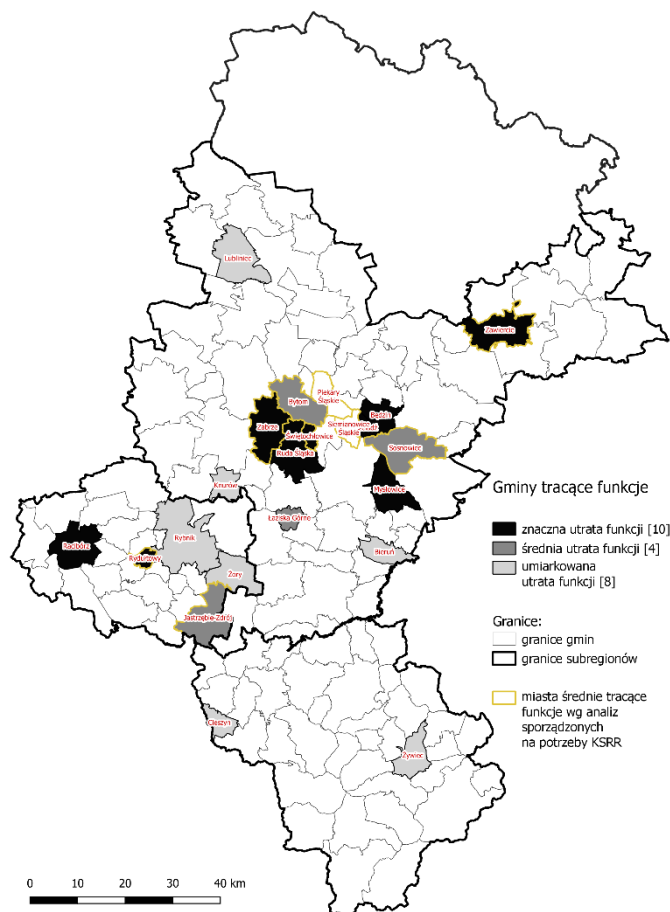 Lubliniec
Zawiercie
Piekary
Śląskie
Bytom
Będzin
Zabrze
Siemianowice
Śląskie
Świętochłowice
Sosnowiec
Ruda Śląska
Mysłowice
Gminy tracące funkcje
Knurów
znaczna utrata funkcji [10]
Łaziska Górne
Rybnik
średnia utrata funkcji [4]
Racibórz
Bieruń
Rydułtowy
umiarkowana
utrata funkcji [8]
Żory
Jastrzębie-Zdrój
Granice:
granice gmin
granice subregionów
miasta średnie tracące
funkcje wg analiz
sporządzonych
na potrzeby KSRR
Cieszyn
Żywiec
0 10 20 30 40 km